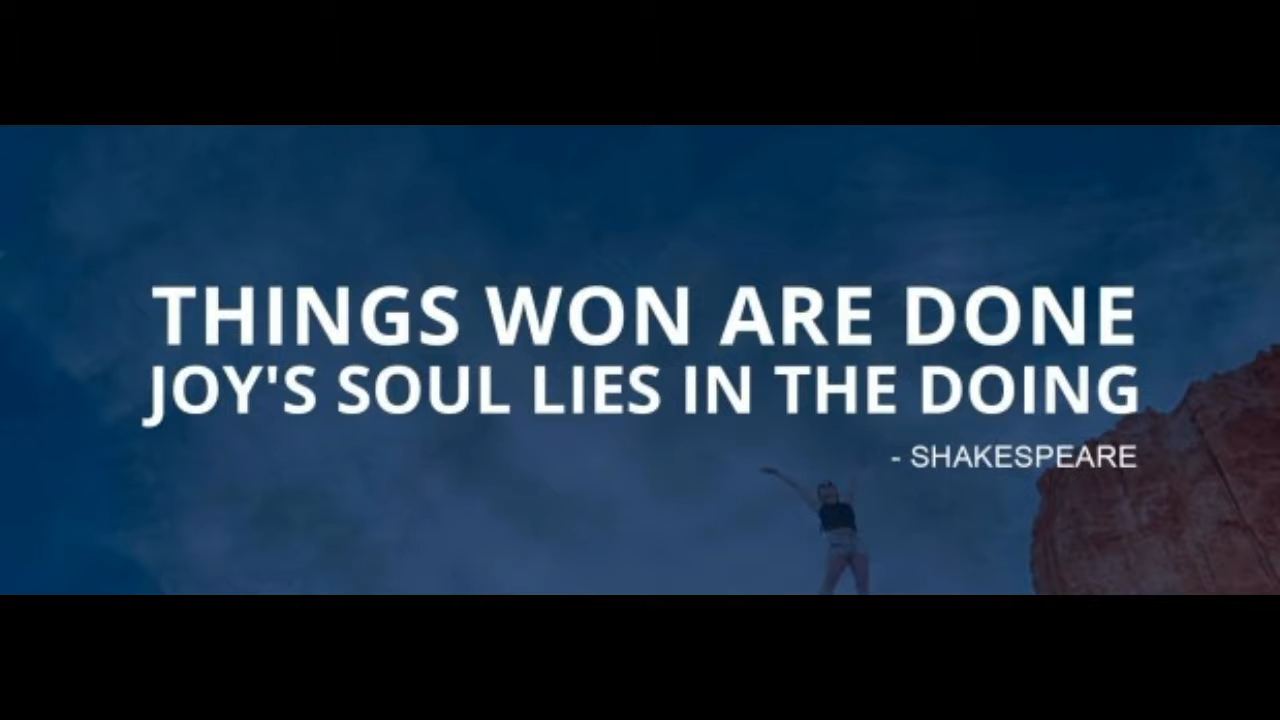 THINGS WON ARE DONE
JOY'S SOUL LIES IN THE DOING
- SHAKESPEARE